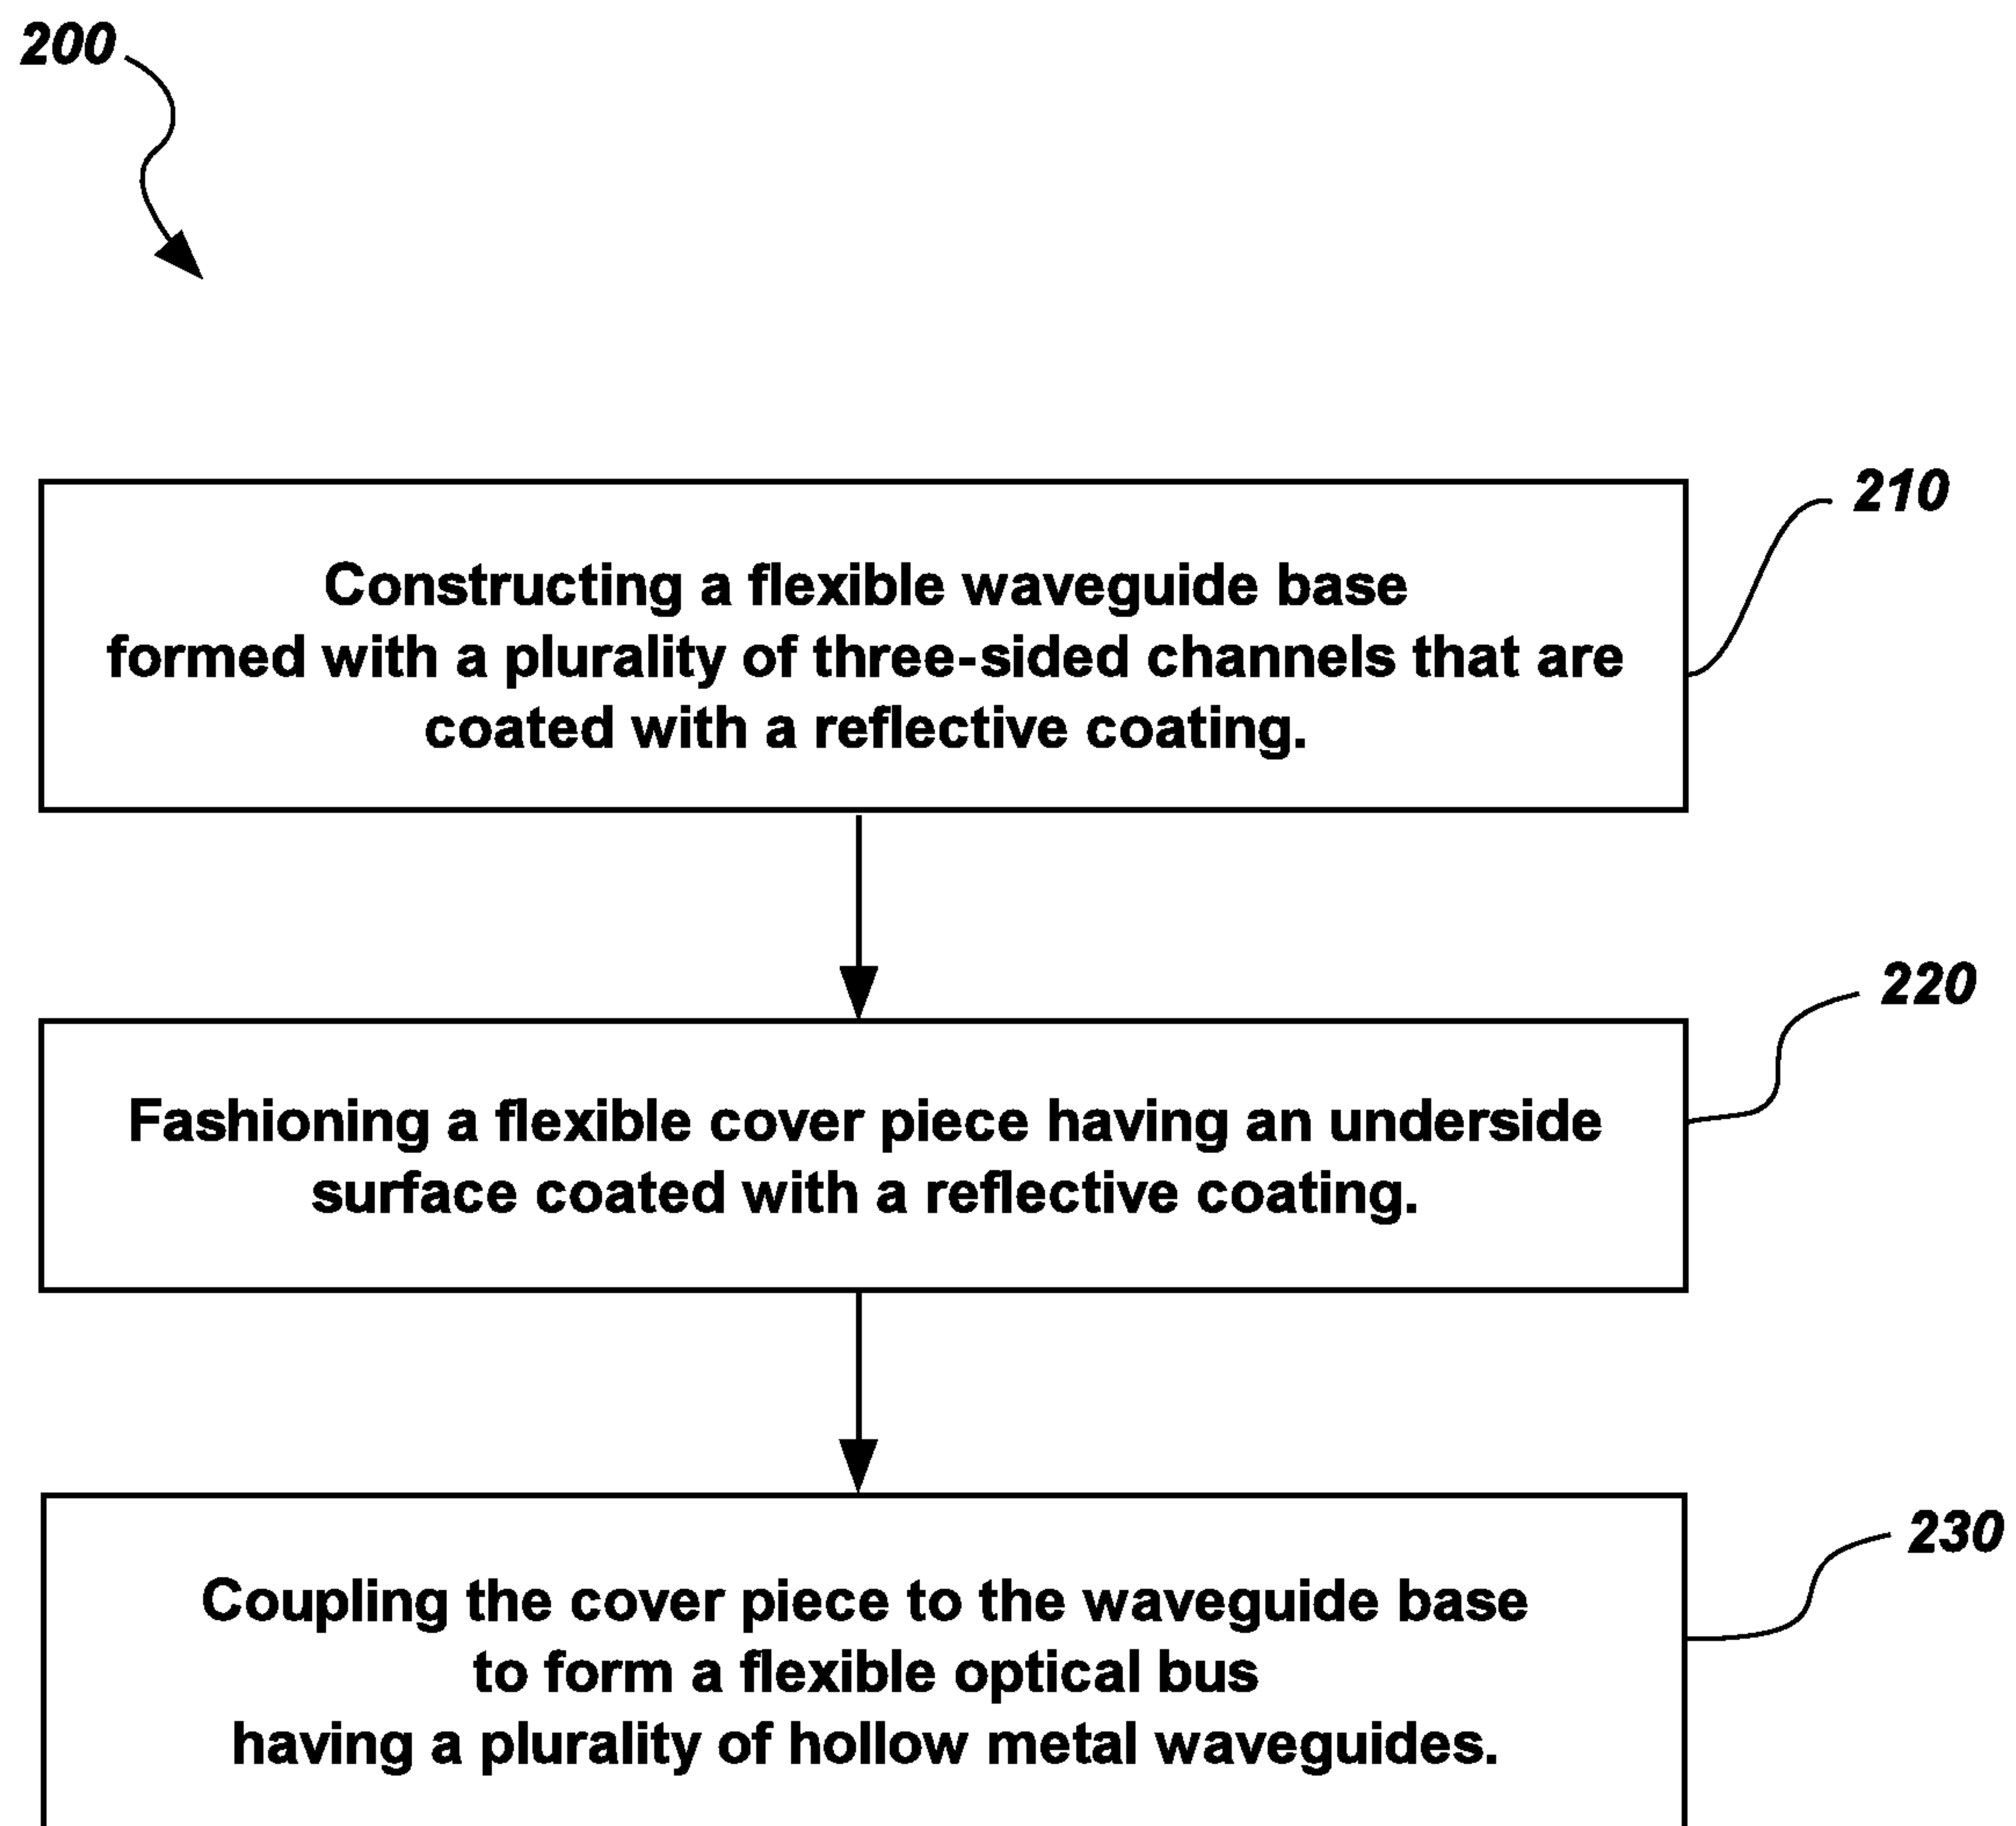 200
210
Constructing a flexible waveguide base
formed with a plurality of three-sided channels that are
coated with a reflective coating.
220
Fashioning a flexible cover piece having an underside
surface coated with a reflective coating.
230
Coupling the cover piece to the waveguide base
to form a flexible optical bus
having a plurality of hollow metal waveguides.